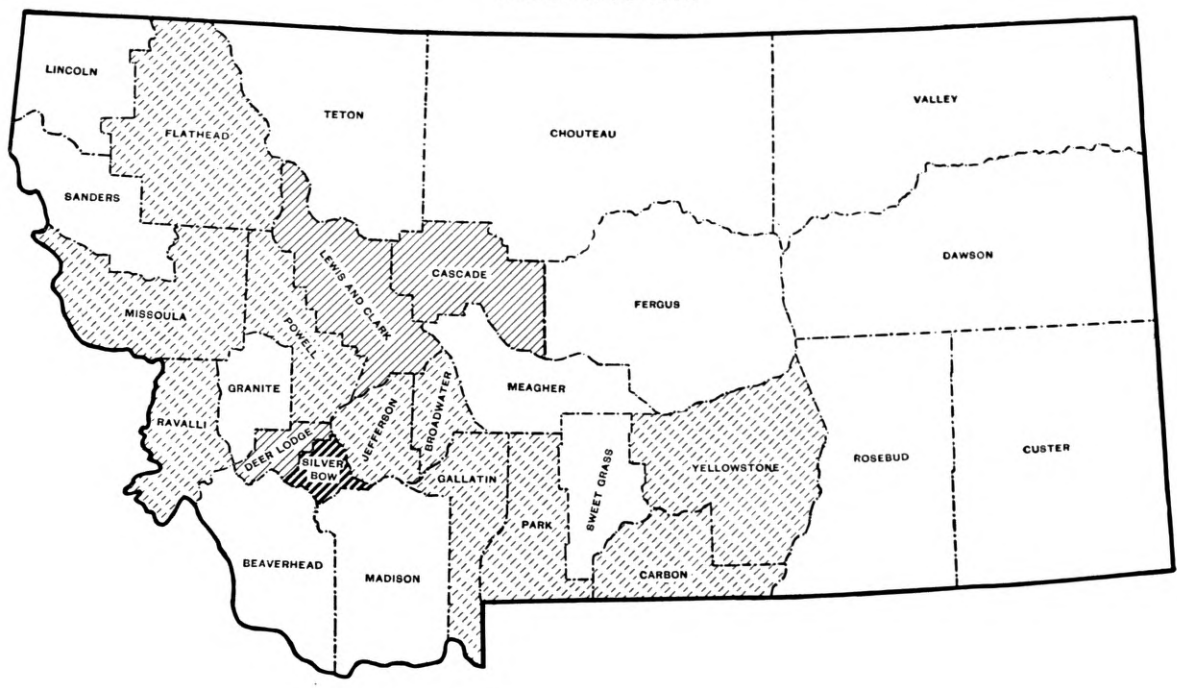 LINCOLN
FLATHEAD
TETON
CHOUTEAU
VALLEY
SANDERS
DAWSON
LEWIS AND CLARK
CASCADE
FERGUS
MISSOULA
POWELL
GRANITE
MEAGHER
RAVALLI
DEER LODGE
SILVER
BOW
JEFFERSON
BROADWATER
GALLATIN
PARK
SWEET GRASS
YELLOWSTONE
ROSEBUD
CUSTER
BEAVERHEAD
MADISON
CARBON